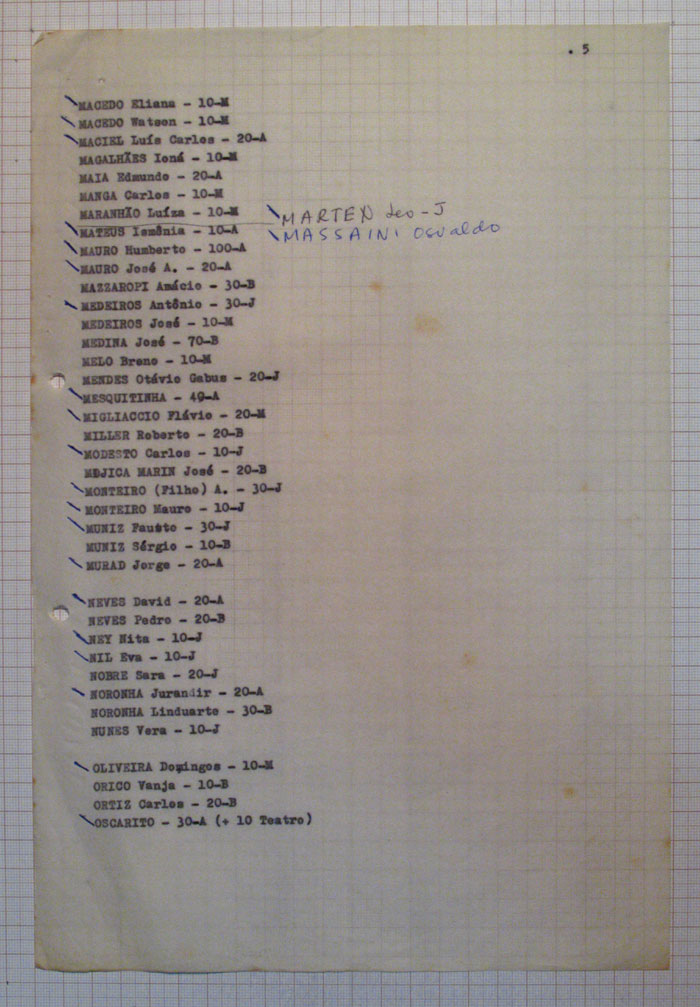 . 5
MACEDO Eliana - 10-M
MACEDO Watson - 10-M
MACIEL Luís Carlos - 20-A
MAGALHÃES Ioná - 10-M
MAIA Edmundo - 20-A
MANGA Carlos - 10-M
MARANHÃO Luíza - 10-M
MARTEN Leo - J
MATEUS Ismênia - 10-A
MASSAINI Osvaldo
MAURO Humberto - 100-A
MAURO José A. - 20-A
MAZZAROPI Amácio - 30-B
MEDEIROS Antônio - 30-J
MEDEIROS José - 10-M
MEDINA José - 70-B
MELO Breno - 10-M
MENDES Otávio Gabus - 20-J
MESQUITINHA - 40-A
MIGLIACCIO Flávio - 20-M
MILLER Roberto - 20-B
MODESTO Carlos - 10-J
MOJICA MARIN José - 20-B
MONTEIRO (Filho) A. - 30-J
MONTEIRO Mauro - 10-J
MUNIZ Fausto - 30-J
MUNIZ Sérgio - 10-B
MURAD Jorge - 20-A
NEVES David - 20-A
NEVES Pedro - 20-B
NEY Nita - 10-J
NIL Eva - 10-J
NOBRE Sara - 20-J
NORONHA Jurandir - 20-A
NORONHA Linduarte - 30-B
NUNES Vera - 10-J
OLIVEIRA Domingos - 10-M
ORICO Vanja - 10-B
ORTIZ Carlos - 20-B
OSCARITO - 30-A (+ 10 Teatro)